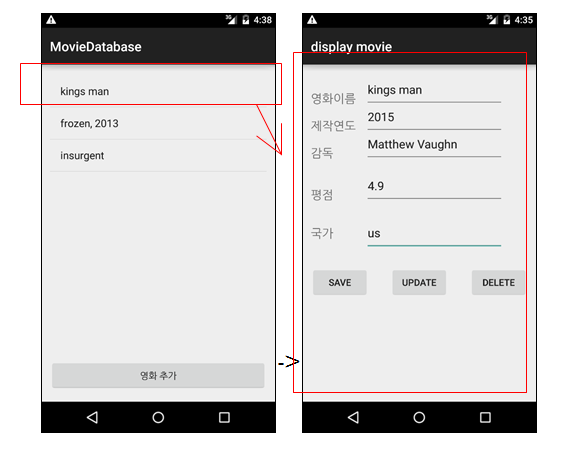 3G 4:38
MovieDatabase
kings man
frozen, 2013
insurgent
영화 추가
->
3G 4:35
display movie
영화이름 kings man
제작연도 2015
감독 Matthew Vaughn
평점 4.9
국가 us
SAVE UPDATE DELETE